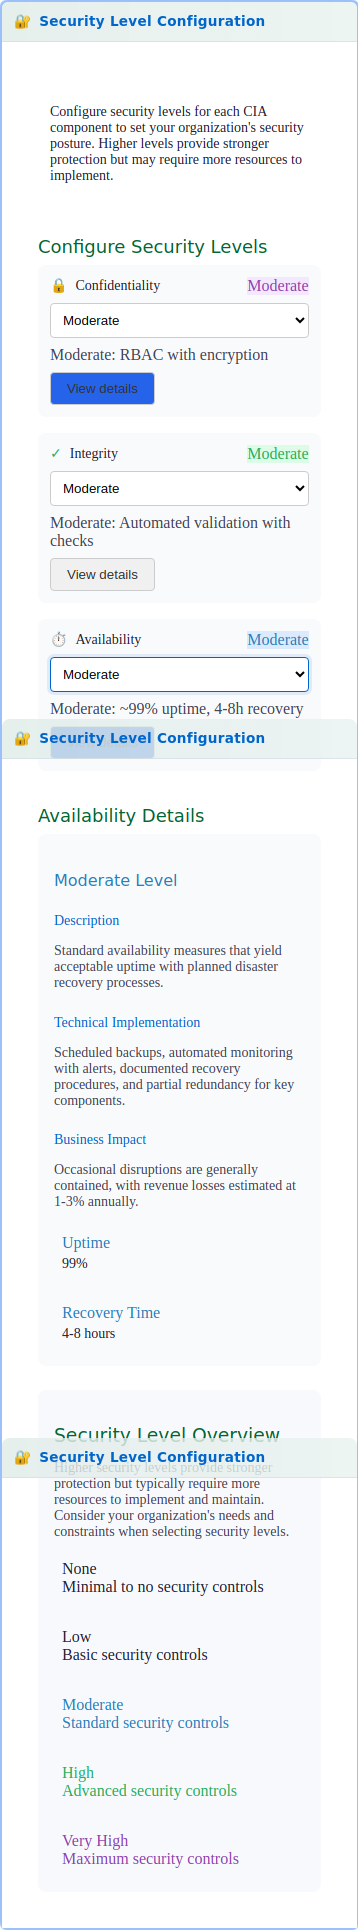 🔐 Security Level Configuration
Configure security levels for each CIA
component to set your organization's security
posture. Higher levels provide stronger
protection but may require more resources to
implement.
Configure Security Levels
🔒 Confidentiality Moderate
Moderate
Moderate: RBAC with encryption
View details
✓ Integrity Moderate
Moderate
Moderate: Automated validation with
checks
View details
⏱️ Availability Moderate
Moderate
Moderate: ~99% uptime, 4-8h recovery
🔐 Security Level Configuration
Availability Details
Moderate Level
Description
Standard availability measures that yield
acceptable uptime with planned disaster
recovery processes.
Technical Implementation
Scheduled backups, automated monitoring
with alerts, documented recovery
procedures, and partial redundancy for key
components.
Business Impact
Occasional disruptions are generally
contained, with revenue losses estimated at
1-3% annually.
Uptime
99%
Recovery Time
4-8 hours
Security Level Overview
🔐 Security Level Configuration
Higher security levels provide stronger
protection but typically require more
resources to implement and maintain.
Consider your organization's needs and
constraints when selecting security levels.
None
Minimal to no security controls
Low
Basic security controls
Moderate
Standard security controls
High
Advanced security controls
Very High
Maximum security controls